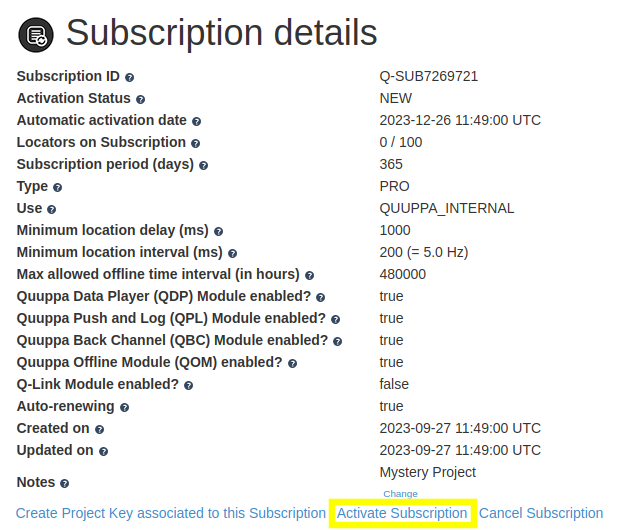 Subscription details
Subscription ID ? Q-SUB7269721
Activation Status ? NEW
Automatic activation date ? 2023-12-26 11:49:00 UTC
Locators on Subscription ? 0 / 100
Subscription period (days) ? 365
Type ? PRO
Use ? QUUPPA_INTERNAL
Minimum location delay (ms) ? 1000
Minimum location interval (ms) ? 200 (= 5.0 Hz)
Max allowed offline time interval (in hours) ? 480000
Quuppa Data Player (QDP) Module enabled? ? true
Quuppa Push and Log (QPL) Module enabled? ? true
Quuppa Back Channel (QBC) Module enabled? ? true
Quuppa Offline Module (QOM) enabled? ? true
Q-Link Module enabled? ? false
Auto-renewing ? true
Created on ? 2023-09-27 11:49:00 UTC
Updated on ? 2023-09-27 11:49:00 UTC
Notes ? Mystery Project
Change
Create Project Key associated to this Subscription Activate Subscription Cancel Subscription